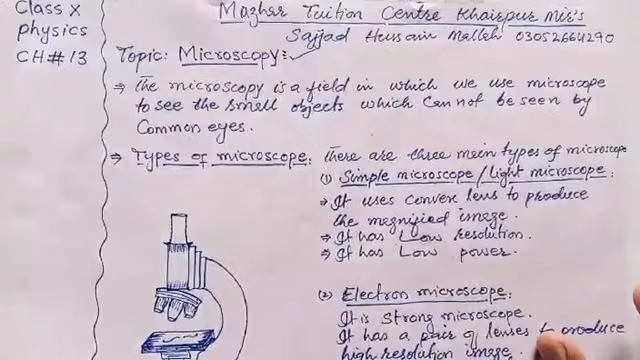 Class X
physics
CH#13
Mazhar Tuition Centre Khairpur Mir's
Sajjad Hussain Malleh 03052664290
Topic: Microscopy:
⇒ The microscopy is a field in which we use microscope
to see the small objects which can not be seen by
Common eyes.
⇒ Types of microscope: There are three main types of microscope
(1) Simple microscope/light microscope:
⇒ It uses convex lens to produce
the magnified image.
⇒ It has Low resolution.
⇒ It has Low power.
(2) Electron microscope:
It is strong microscope.
It has a pair of lenses to produce
high resolution image.